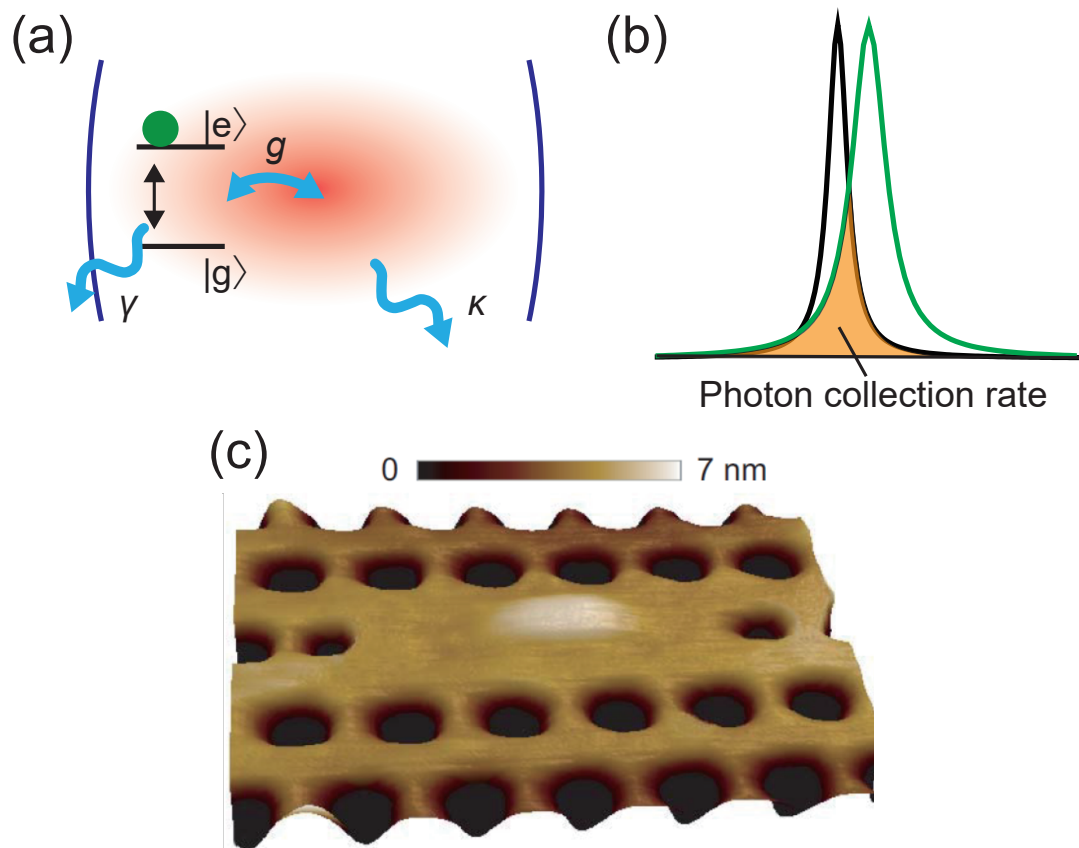 (a)
|e⟩
g
|g⟩
γ
κ
(b)
Photon collection rate
(c)
0
7 nm